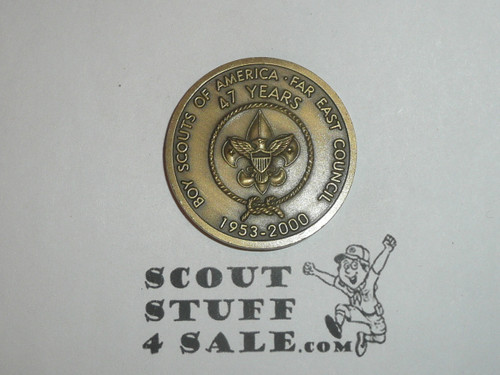 BOY SCOUTS OF AMERICA · FAR EAST COUNCIL
47 YEARS
1953-2000
SCOUT
STUFF
4 SALE.COM